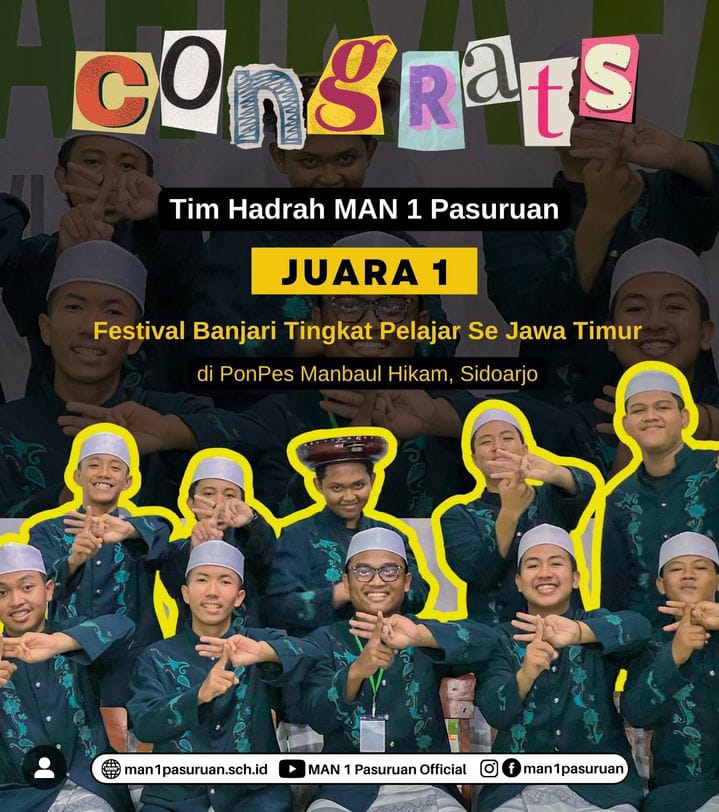 congrats
Tim Hadrah MAN 1 Pasuruan
JUARA 1
Festival Banjari Tingkat Pelajar Se Jawa Timur
di PonPes Manbaul Hikam, Sidoarjo
man1pasuruan.sch.id MAN 1 Pasuruan Official man1pasuruan